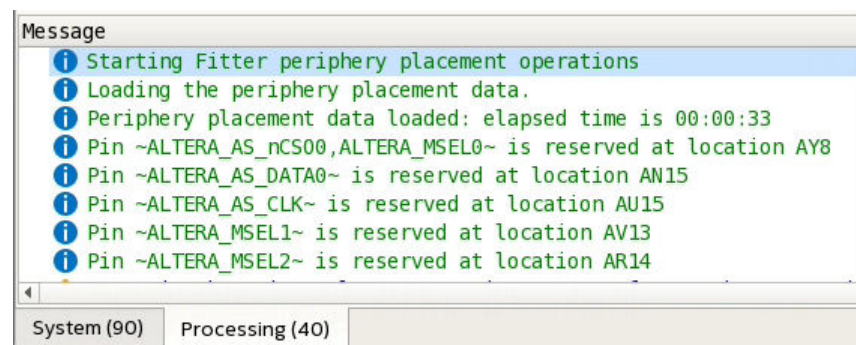 Message
Starting Fitter periphery placement operations
Loading the periphery placement data.
Periphery placement data loaded: elapsed time is 00:00:33
Pin ~ALTERA_AS_nCSO0,ALTERA_MSEL0~ is reserved at location AY8
Pin ~ALTERA_AS_DATA0~ is reserved at location AN15
Pin ~ALTERA_AS_CLK~ is reserved at location AU15
Pin ~ALTERA_MSEL1~ is reserved at location AV13
Pin ~ALTERA_MSEL2~ is reserved at location AR14
System (90) Processing (40)